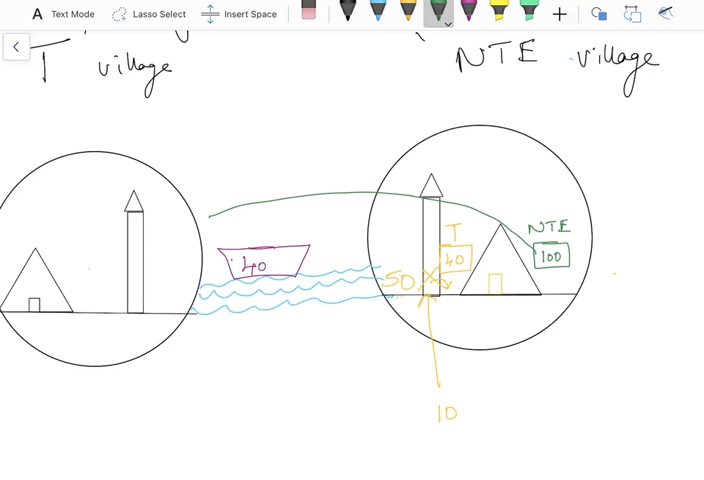 A Text Mode
Lasso Select
Insert Space
T village
NTE village
NTE
T
100
40
40
50
10